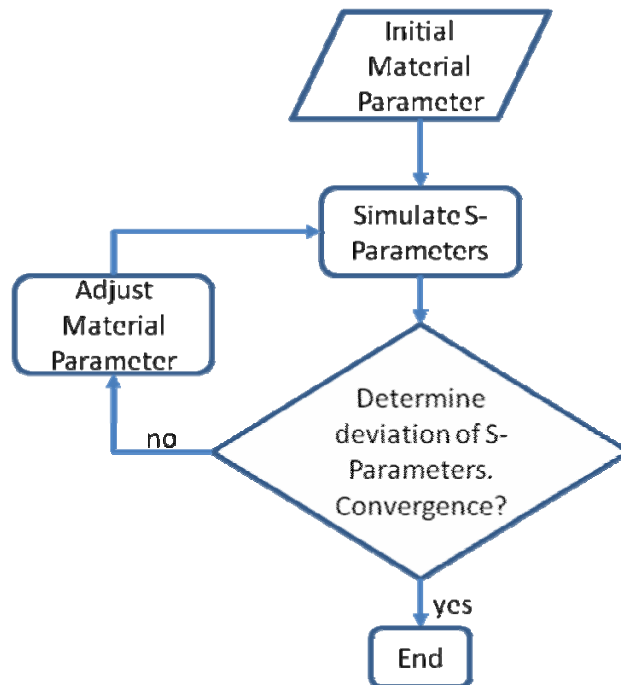 Initial
Material
Parameter
Simulate S-
Parameters
Adjust
Material
Parameter
Determine
deviation of S-
Parameters.
Convergence?
no
yes
End